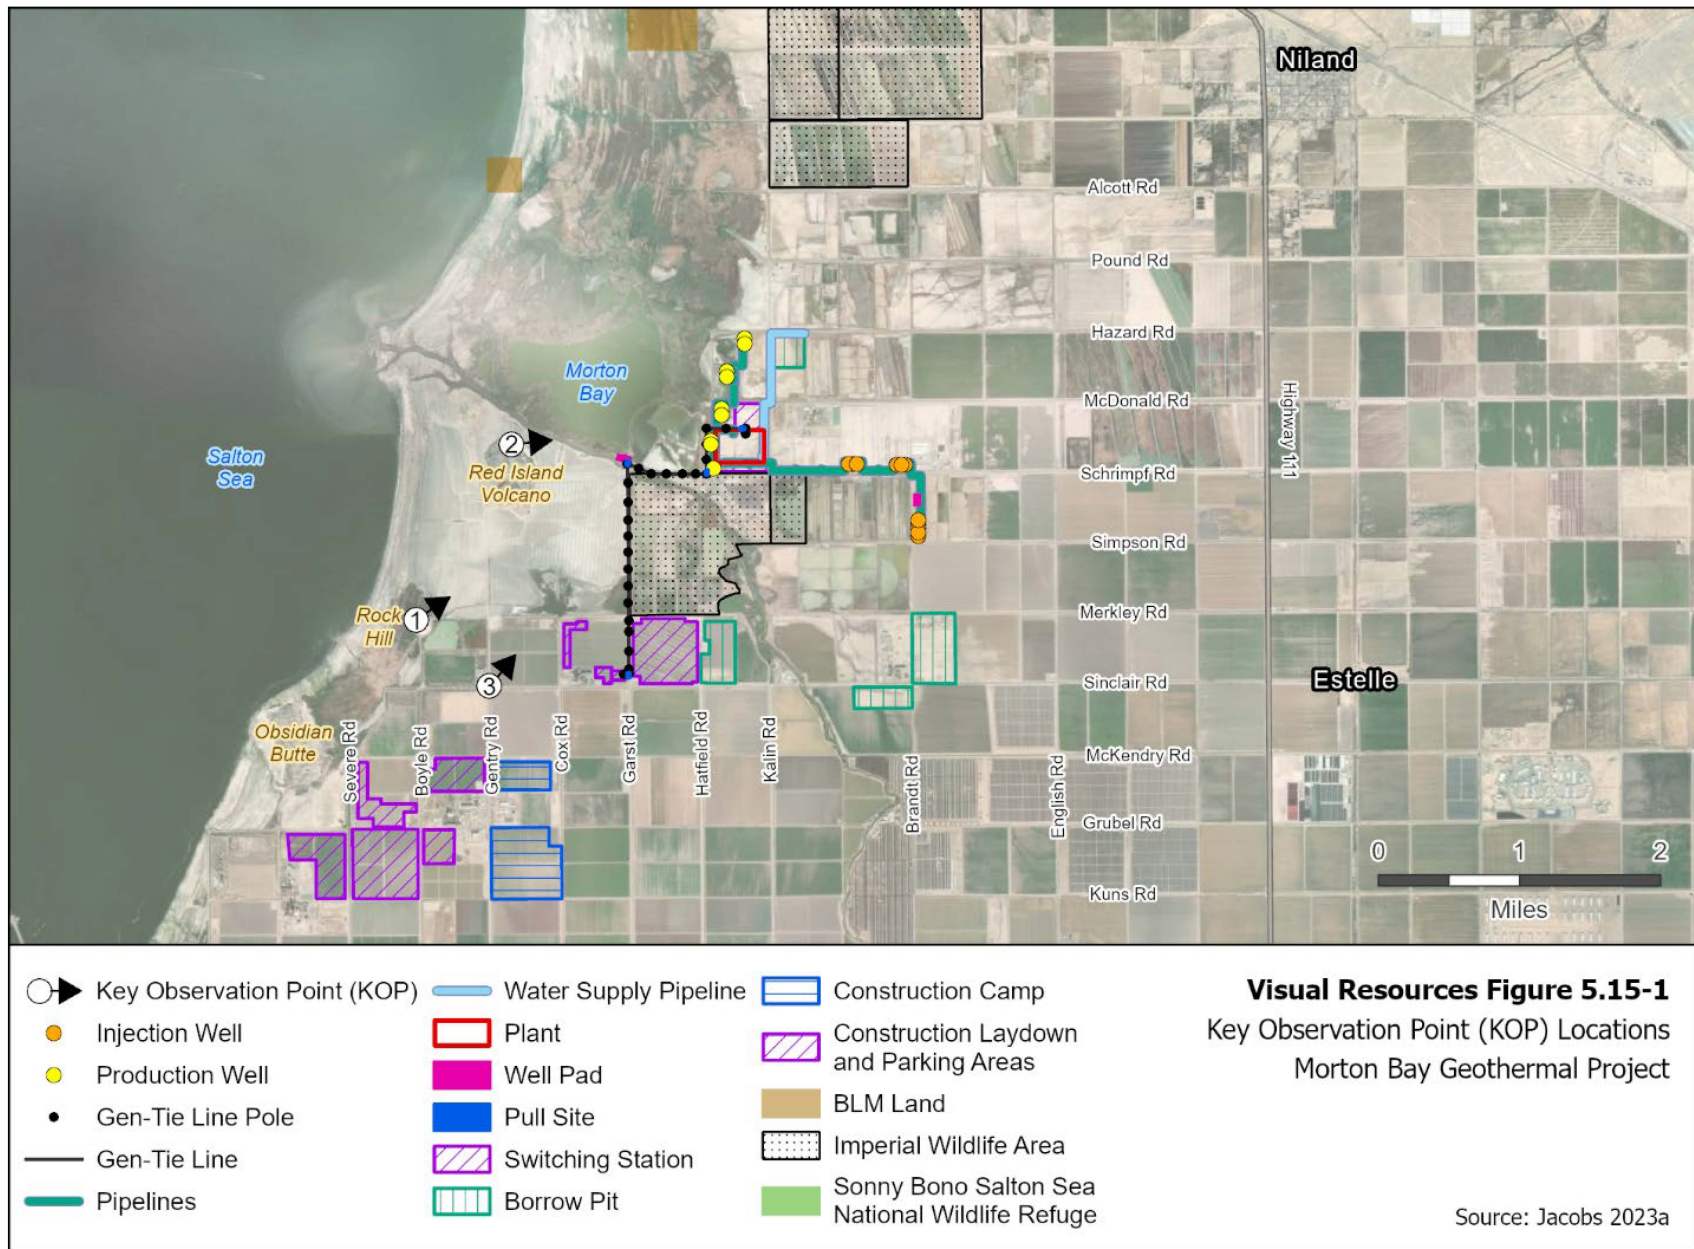 Niland
Alcott Rd
Pound Rd
Hazard Rd
Morton
Bay
McDonald Rd
Highway 111
2
Salton
Sea
Red Island
Volcano
Schrimpf Rd
Simpson Rd
Rock
Hill
1
Merkley Rd
3
Sinclair Rd
Estelle
Obsidian
Butte
Severe Rd
Boyle Rd
Gentry Rd
Cox Rd
Garst Rd
Hatfield Rd
Kalin Rd
McKendry Rd
Brandt Rd
English Rd
Grubel Rd
0 1 2
Miles
Kuns Rd
Key Observation Point (KOP)
Injection Well
Production Well
Gen-Tie Line Pole
Gen-Tie Line
Pipelines
Water Supply Pipeline
Plant
Well Pad
Pull Site
Switching Station
Borrow Pit
Construction Camp
Construction Laydown
and Parking Areas
BLM Land
Imperial Wildlife Area
Sonny Bono Salton Sea
National Wildlife Refuge
Visual Resources Figure 5.15-1
Key Observation Point (KOP) Locations
Morton Bay Geothermal Project
Source: Jacobs 2023a